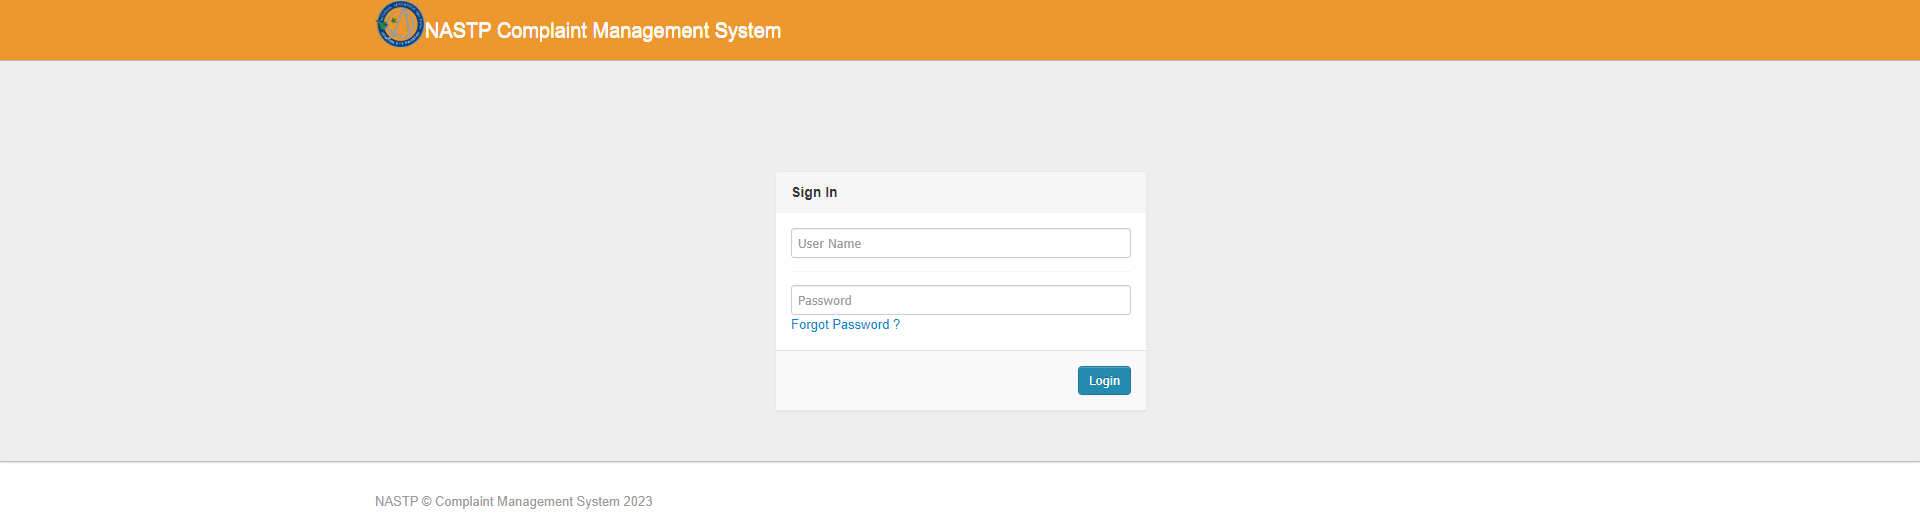 NASTP Complaint Management System
Sign In
User Name
Password
Forgot Password ?
Login
NASTP © Complaint Management System 2023